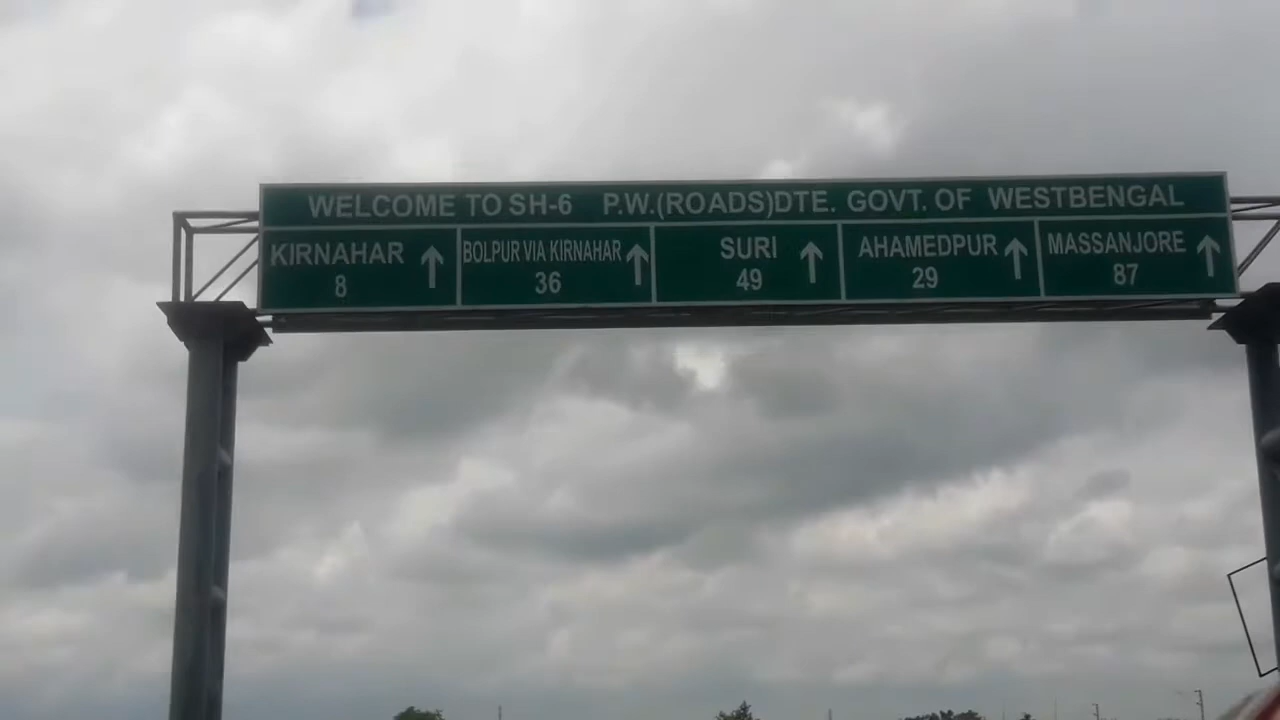 WELCOME TO SH-6 P.W.(ROADS)DTE. GOVT. OF WESTBENGAL
KIRNAHAR ↑
8
BOLPUR VIA KIRNAHAR ↑
36
SURI ↑
49
AHAMEDPUR ↑
29
MASSANJORE ↑
87